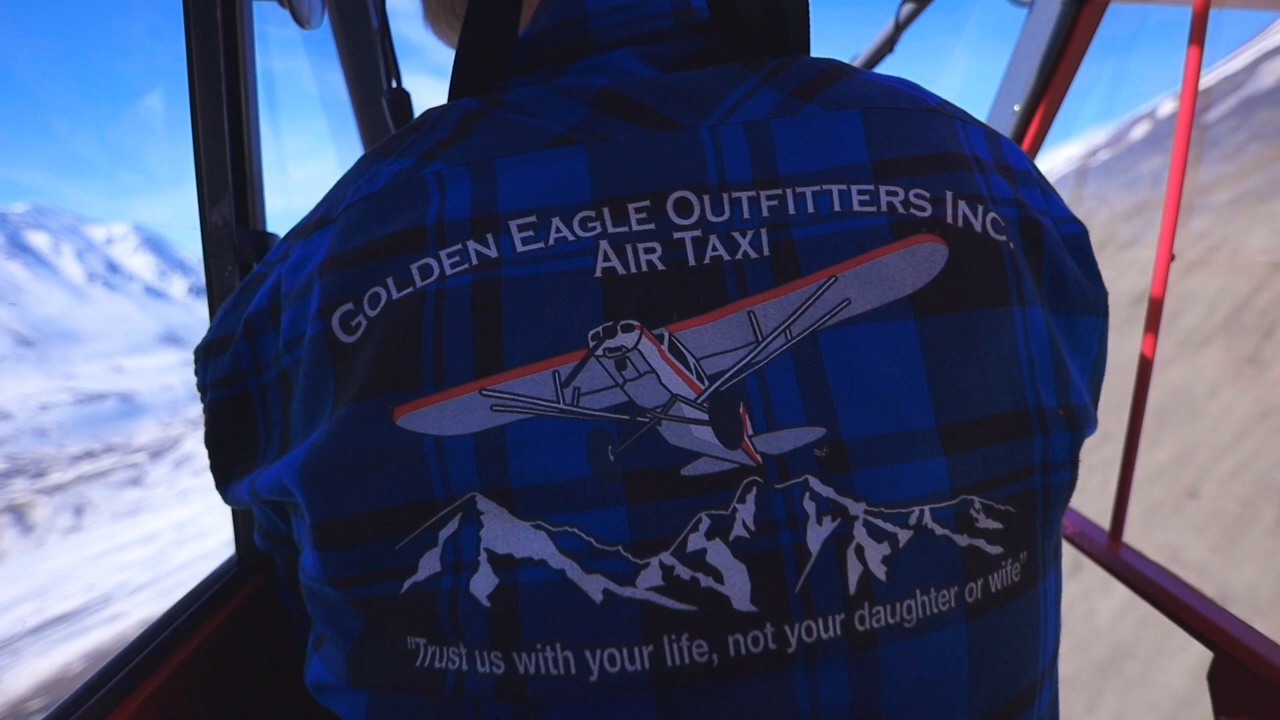 GOLDEN EAGLE OUTFITTERS INC.
AIR TAXI
"Trust us with your life, not your daughter or wife"